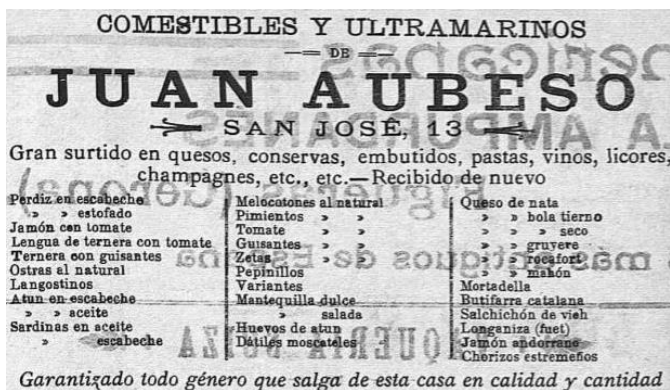 COMESTIBLES Y ULTRAMARINOS
DE
JUAN AUBESO
SAN JOSÉ, 13
Gran surtido en quesos, conservas, embutidos, pastas, vinos, licores,
champagnes, etc., etc.—Recibido de nuevo
Perdiz en escabeche
» » estofado
Jamón con tomate
Lengua de ternera con tomate
Ternera con guisantes
Ostras al natural
Langostinos
Atun en escabeche
» » aceite
Sardinas en aceite
» escabeche
Melocotones al natural
Pimientos » »
Tomate » »
Guisantes » »
Zetas » »
Pepinillos
Variantes
Mantequilla dulce
» salada
Huevos de atun
Dátiles moscateles
Queso de nata
» » bola tierno
» » » seco
» » gruyere
» » rocafort
» » mahón
Mortadella
Butifarra catalana
Salchichón de vich
Longaniza (fuet)
Jamón andorrano
Chorizos estremeños
Garantizado todo género que salga de esta casa en calidad y cantidad